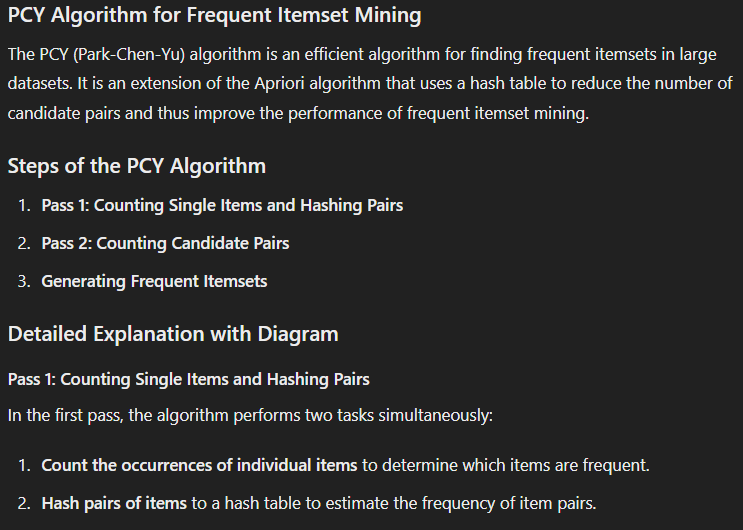 PCY Algorithm for Frequent Itemset Mining
The PCY (Park-Chen-Yu) algorithm is an efficient algorithm for finding frequent itemsets in large
datasets. It is an extension of the Apriori algorithm that uses a hash table to reduce the number of
candidate pairs and thus improve the performance of frequent itemset mining.
Steps of the PCY Algorithm
1. Pass 1: Counting Single Items and Hashing Pairs
2. Pass 2: Counting Candidate Pairs
3. Generating Frequent Itemsets
Detailed Explanation with Diagram
Pass 1: Counting Single Items and Hashing Pairs
In the first pass, the algorithm performs two tasks simultaneously:
1. Count the occurrences of individual items to determine which items are frequent.
2. Hash pairs of items to a hash table to estimate the frequency of item pairs.